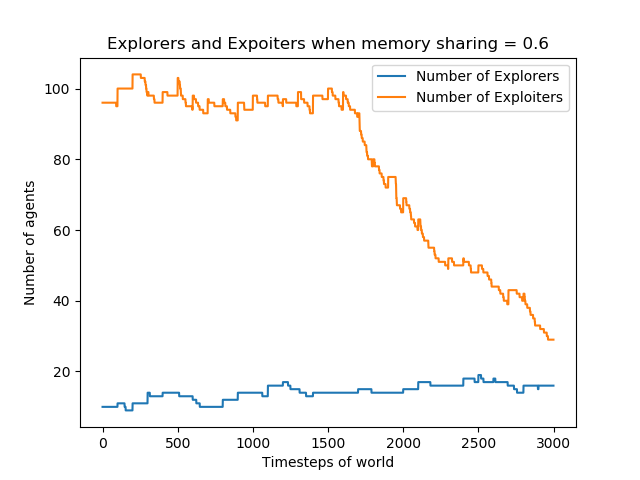 Explorers and Expoiters when memory sharing = 0.6
Number of Explorers
Number of Exploiters
100
80
60
40
20
Number of agents
0 500 1000 1500 2000 2500 3000
Timesteps of world